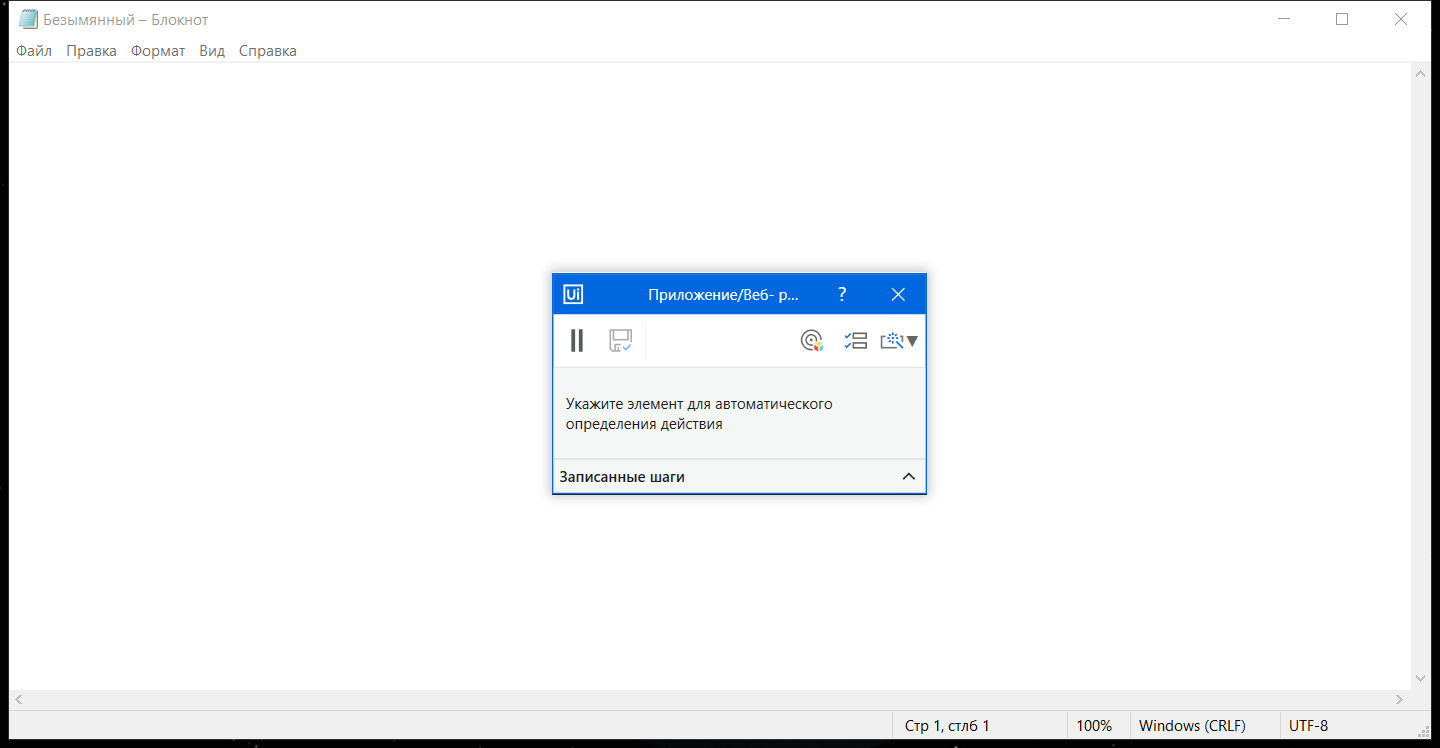 Безымянный – Блокнот
Файл Правка Формат Вид Справка
Ui Приложение/Веб- р... ?
Укажите элемент для автоматического
определения действия
Записанные шаги
Стр 1, стлб 1 100% Windows (CRLF) UTF-8